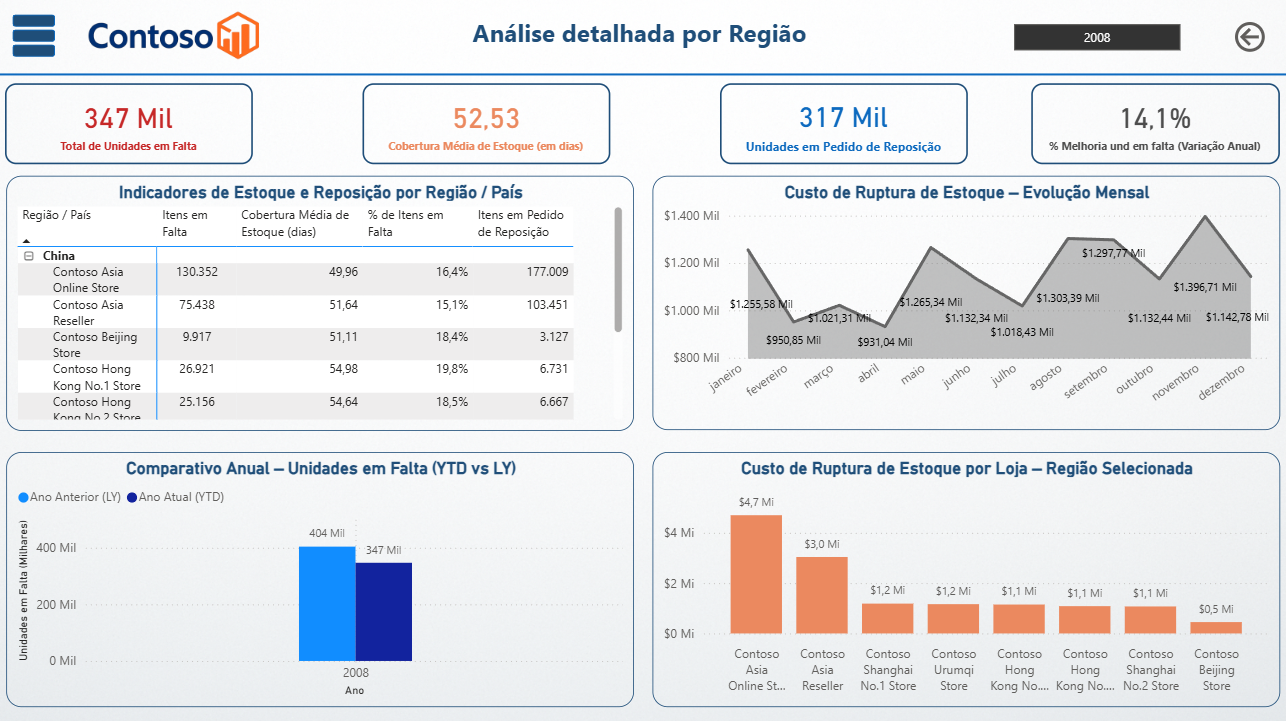 Contoso
Análise detalhada por Região
2008
347 Mil
Total de Unidades em Falta
52,53
Cobertura Média de Estoque (em dias)
317 Mil
Unidades em Pedido de Reposição
14,1%
% Melhoria und em falta (Variação Anual)
Indicadores de Estoque e Reposição por Região / País
Região / País Itens em Cobertura Média de % de Itens em Itens em Pedido
Falta Estoque (dias) Falta de Reposição
China
Contoso Asia 130.352 49,96 16,4% 177.009
Online Store
Contoso Asia 75.438 51,64 15,1% 103.451
Reseller
Contoso Beijing 9.917 51,11 18,4% 3.127
Store
Contoso Hong 26.921 54,98 19,8% 6.731
Kong No.1 Store
Contoso Hong 25.156 54,64 18,5% 6.667
Kong No.2 Store
Custo de Ruptura de Estoque – Evolução Mensal
$1.400 Mil
$1.200 Mil
$1.000 Mil
$800 Mil
$1.255,58 Mil
$950,85 Mil
$1.021,31 Mil
$931,04 Mil
$1.265,34 Mil
$1.132,34 Mil
$1.018,43 Mil
$1.303,39 Mil
$1.297,77 Mil
$1.132,44 Mil
$1.396,71 Mil
$1.142,78 Mil
janeiro
fevereiro
março
abril
maio
junho
julho
agosto
setembro
outubro
novembro
dezembro
Comparativo Anual – Unidades em Falta (YTD vs LY)
Ano Anterior (LY) Ano Atual (YTD)
Unidades em Falta (Milhares)
400 Mil
200 Mil
0 Mil
404 Mil
347 Mil
2008
Ano
Custo de Ruptura de Estoque por Loja – Região Selecionada
$4 Mi
$2 Mi
$0 Mi
$4,7 Mi
$3,0 Mi
$1,2 Mi
$1,2 Mi
$1,1 Mi
$1,1 Mi
$1,1 Mi
$0,5 Mi
Contoso Contoso Contoso Contoso Contoso Contoso Contoso Contoso
Asia Asia Shanghai Urumqi Hong Hong Shanghai Beijing
Online St... Reseller No.1 Store Store Kong No.... Kong No.... No.2 Store Store